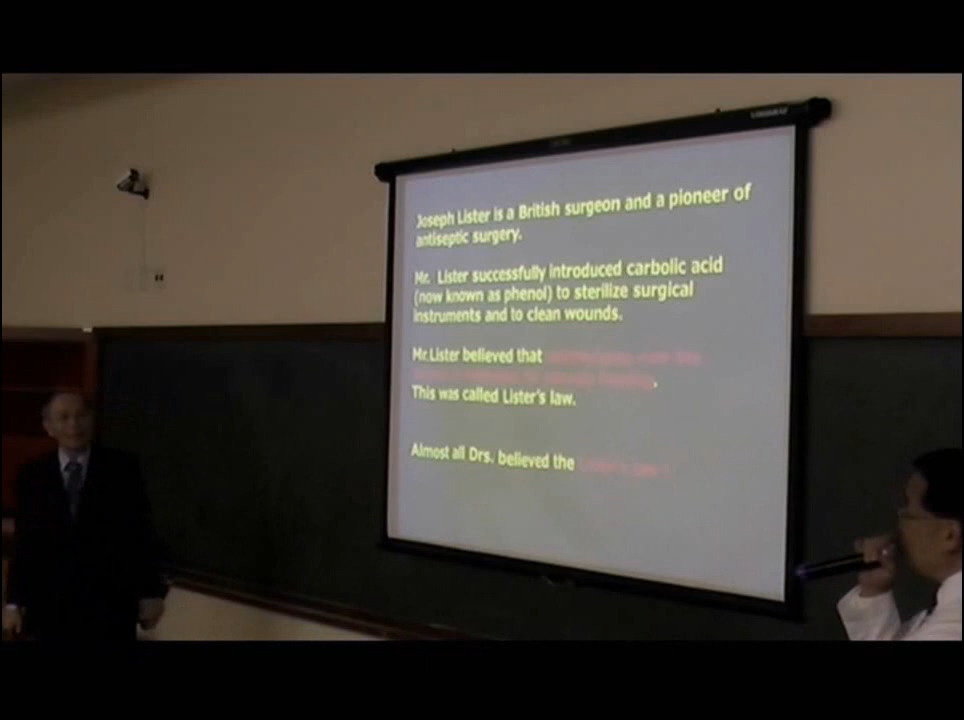 Joseph Lister is a British surgeon and a pioneer of
antiseptic surgery.
Mr. Lister successfully introduced carbolic acid
(now known as phenol) to sterilize surgical
instruments and to clean wounds.
Mr.Lister believed that
This was called Lister's law.
Almost all Drs. believed the